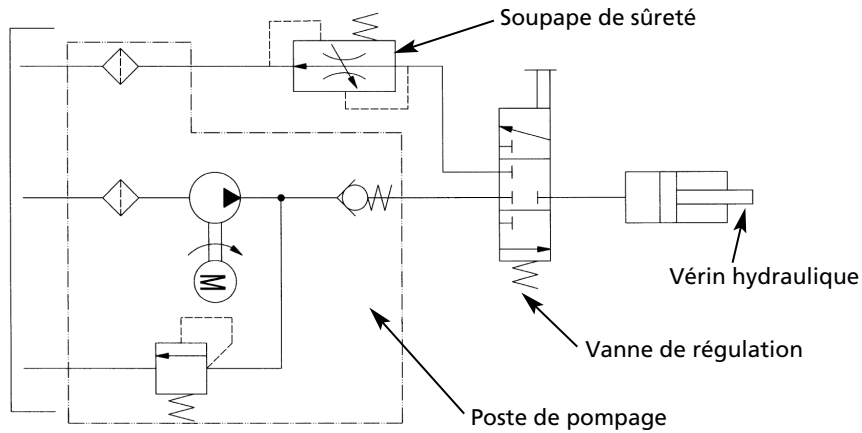 Soupape de sûreté
M
Vérin hydraulique
Vanne de régulation
Poste de pompage